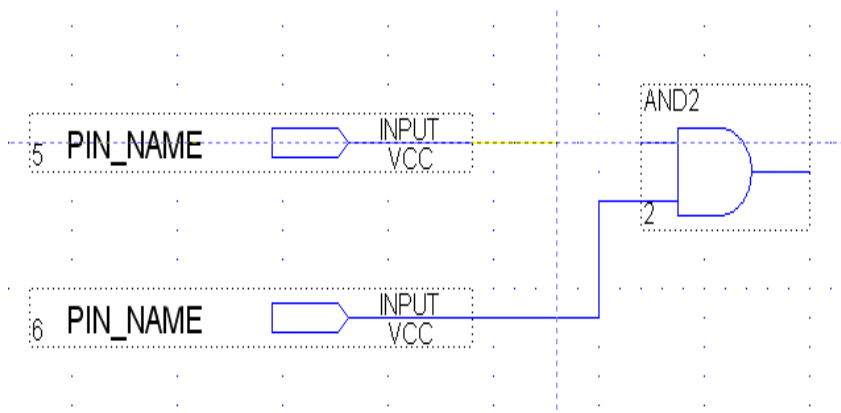 AND2
INPUT
5 PIN_NAME
VCC
2
INPUT
6 PIN_NAME
VCC